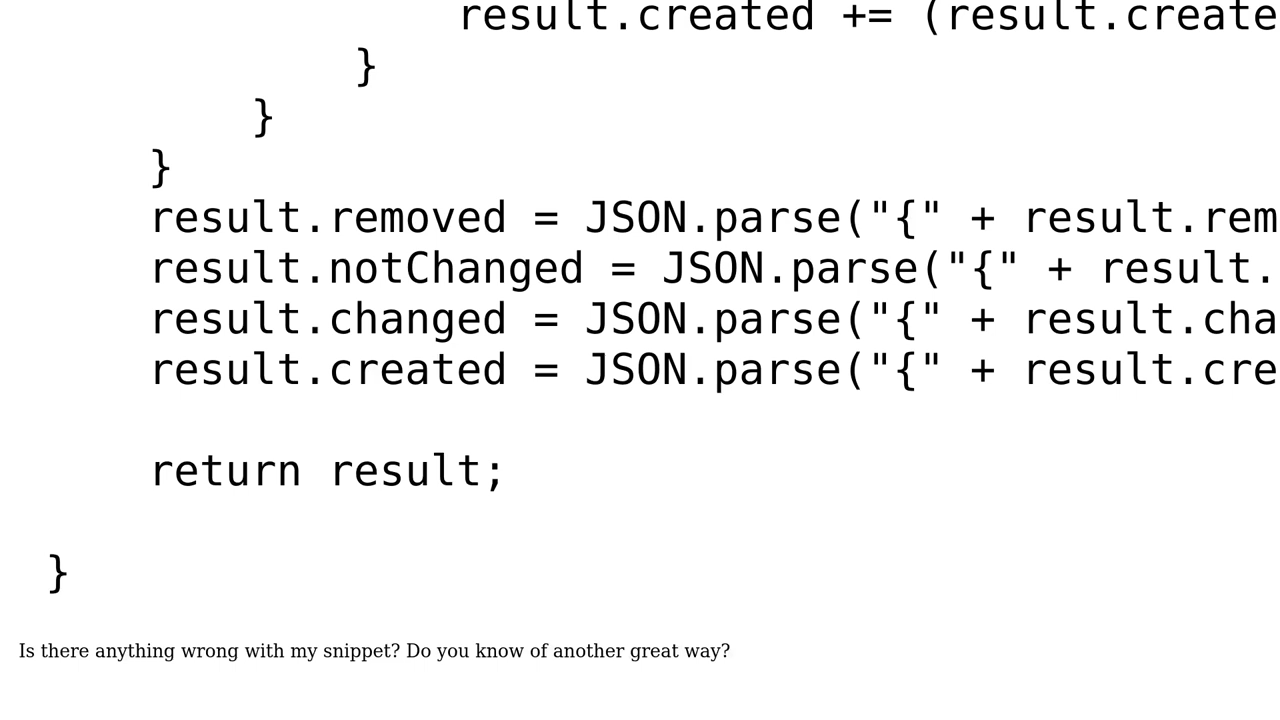 result.created += (result.create
}
}
}
result.removed = JSON.parse("{" + result.rem
result.notChanged = JSON.parse("{" + result.
result.changed = JSON.parse("{" + result.cha
result.created = JSON.parse("{" + result.cre
return result;
}
Is there anything wrong with my snippet? Do you know of another great way?